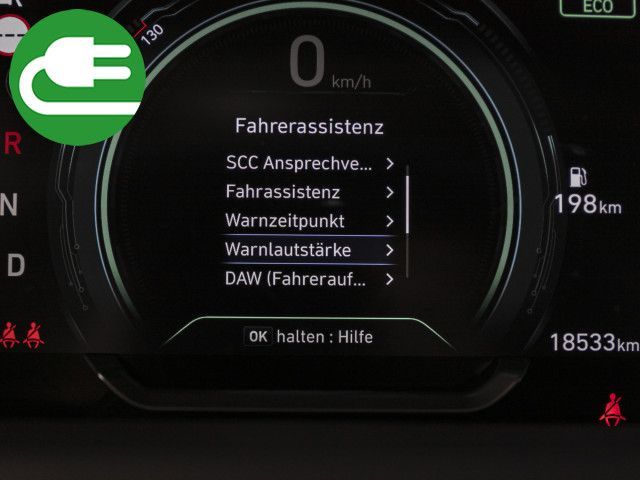 ECO
130
0
km/h
Fahrerassistenz
SCC Ansprechve...
Fahrassistenz
Warnzeitpunkt
Warnlautstärke
DAW (Fahrerauf...
OK halten : Hilfe
R
N
D
198km
18533km